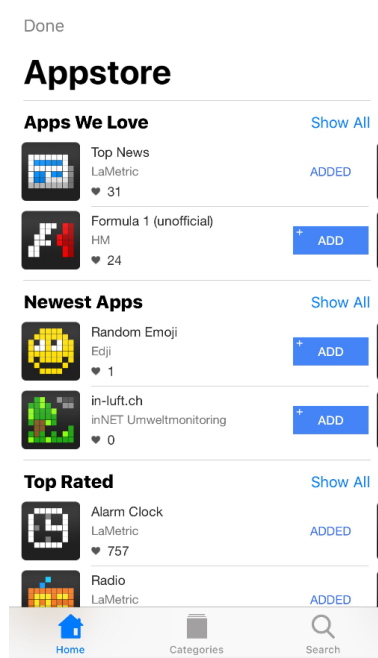 Done
Appstore
Apps We Love Show All
Top News
LaMetric ADDED
31
Formula 1 (unofficial)
HM + ADD
24
Newest Apps Show All
Random Emoji
Edji + ADD
1
in-luft.ch
inNET Umweltmonitoring + ADD
0
Top Rated Show All
Alarm Clock
LaMetric ADDED
757
Radio
LaMetric ADDED
Home Categories Search